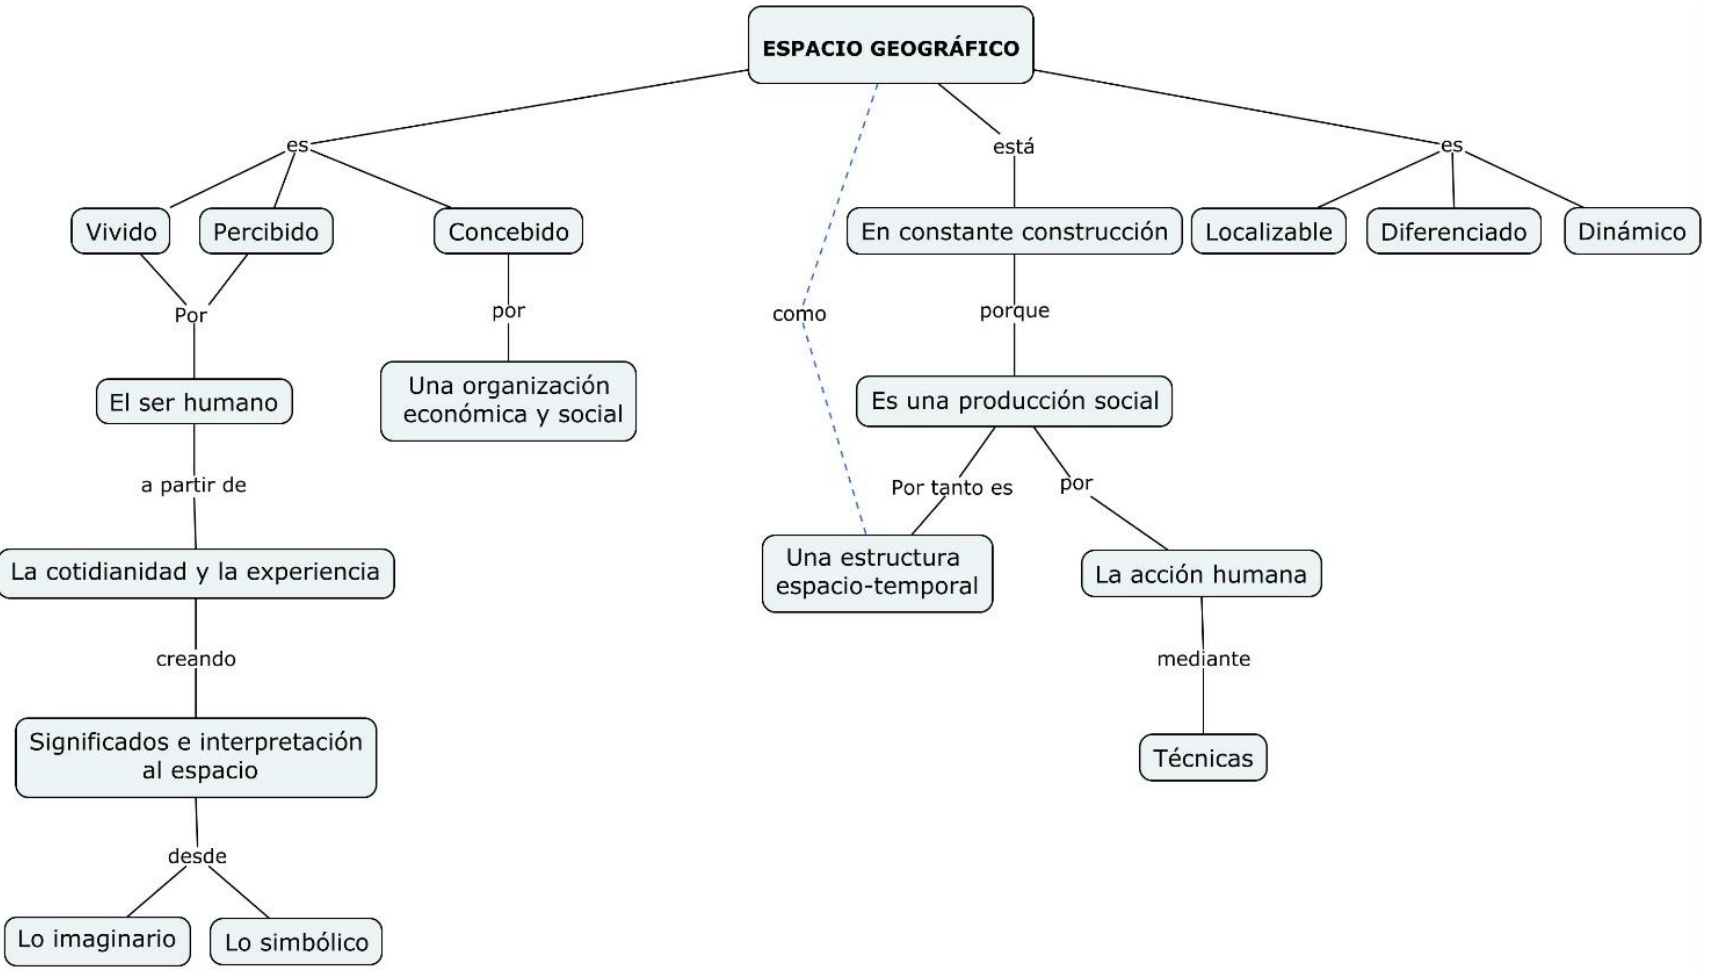 ESPACIO GEOGRÁFICO
es
está
es
Vivido
Percibido
Concebido
En constante construcción
Localizable
Diferenciado
Dinámico
Por
por
como
porque
El ser humano
Una organización
económica y social
Es una producción social
a partir de
Por tanto es
por
La cotidianidad y la experiencia
Una estructura
espacio-temporal
La acción humana
creando
mediante
Significados e interpretación
al espacio
Técnicas
desde
Lo imaginario
Lo simbólico